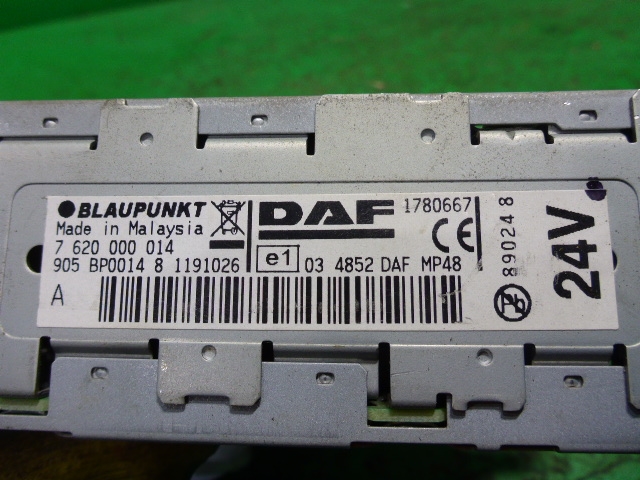 BLAUPUNKT
Made in Malaysia
7 620 000 014
905 BP0014 8 1191026
A
DAF 1780667
CE
e1 03 4852 DAF MP48
890248
24V